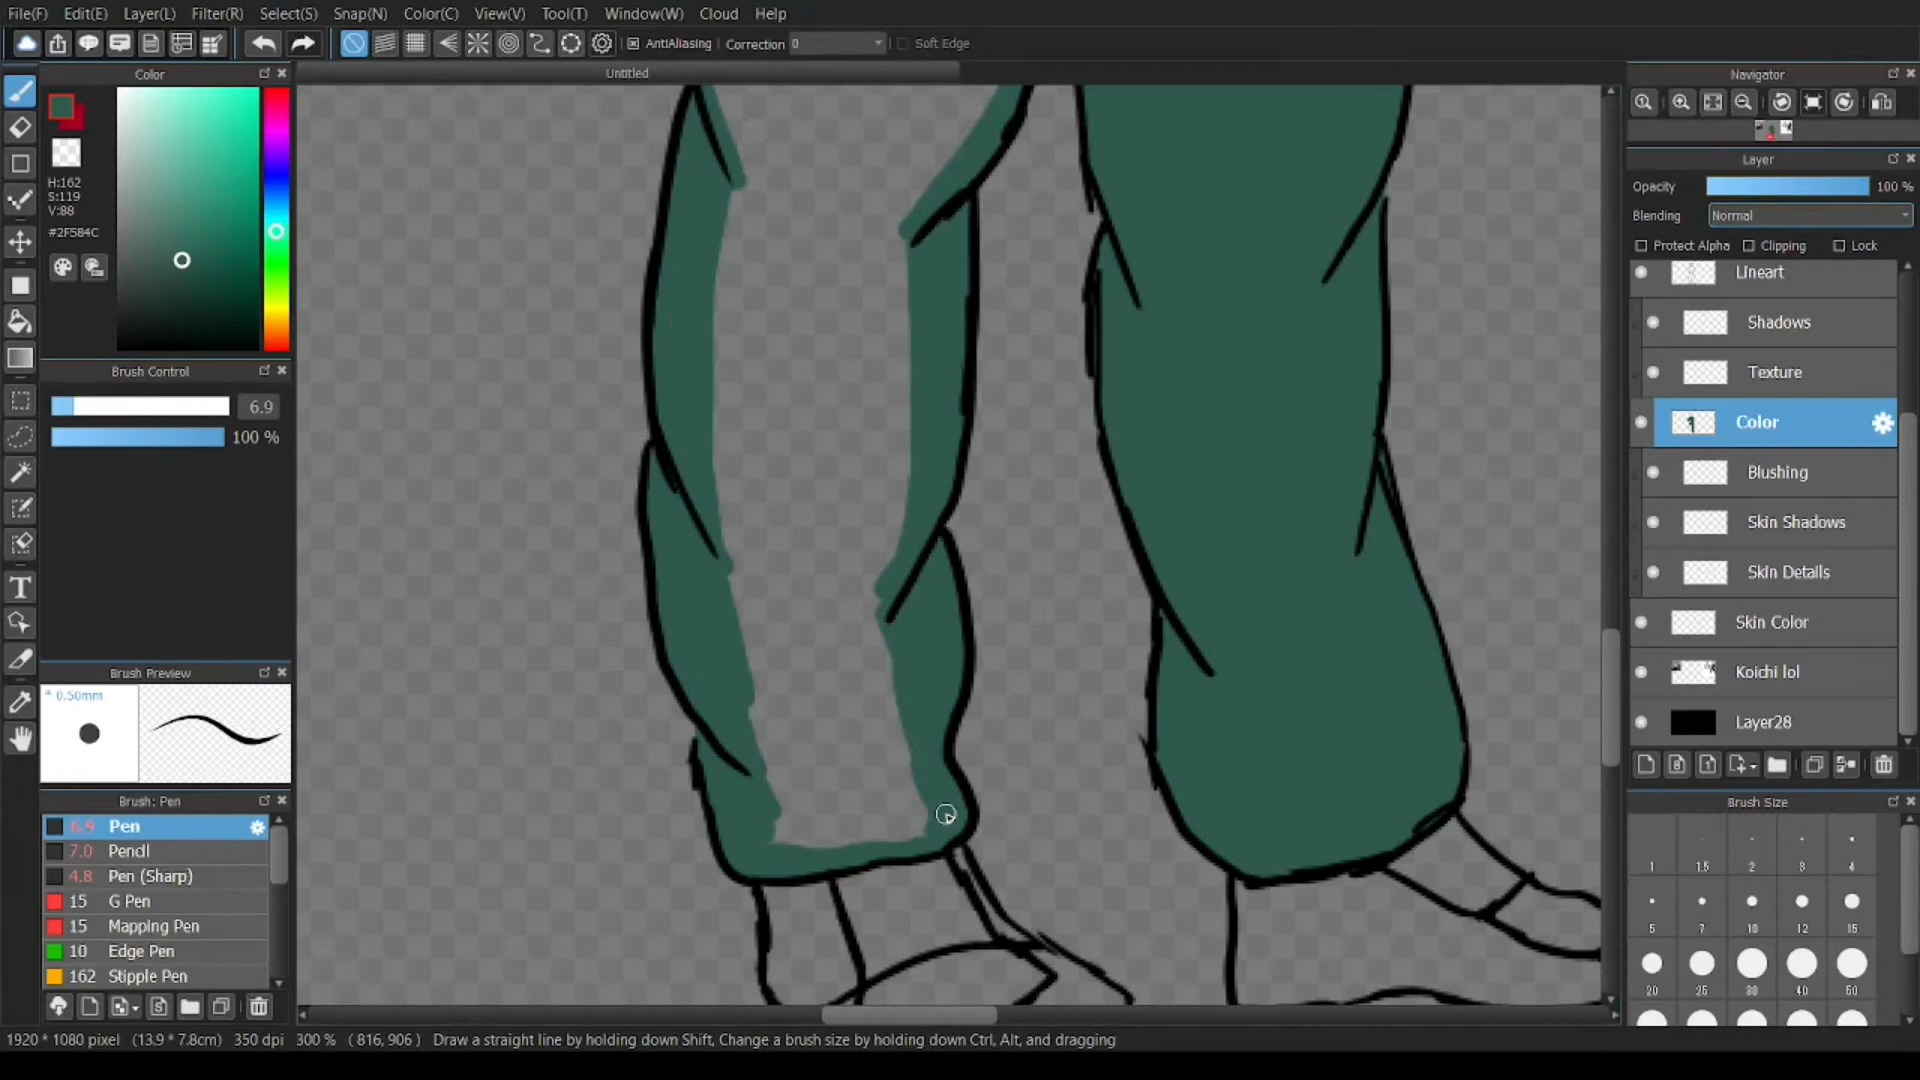 File(F) Edit(E) Layer(L) Filter(R) Select(S) Snap(N) Color(C) View(V) Tool(T) Window(W) Cloud Help
AntiAliasing Correction 0 Soft Edge
Color
Untitled
Navigator
H:162
S:119
V:88
#2F584C
Layer
Opacity 100 %
Blending Normal
Protect Alpha Clipping Lock
Lineart
Shadows
Texture
Color
Blushing
Skin Shadows
Skin Details
Skin Color
Koichi lol
Layer28
Brush Control
6.9
100 %
Brush Preview
* 0.50mm
Brush: Pen
6.9 Pen
7.0 Pencil
4.8 Pen (Sharp)
15 G Pen
15 Mapping Pen
10 Edge Pen
162 Stipple Pen
Brush Size
1 1.5 2 3 4
5 7 10 12 15
20 25 30 40 50
1920 * 1080 pixel (13.9 * 7.8cm) 350 dpi 300 % ( 816, 906 ) Draw a straight line by holding down Shift, Change a brush size by holding down Ctrl, Alt, and dragging